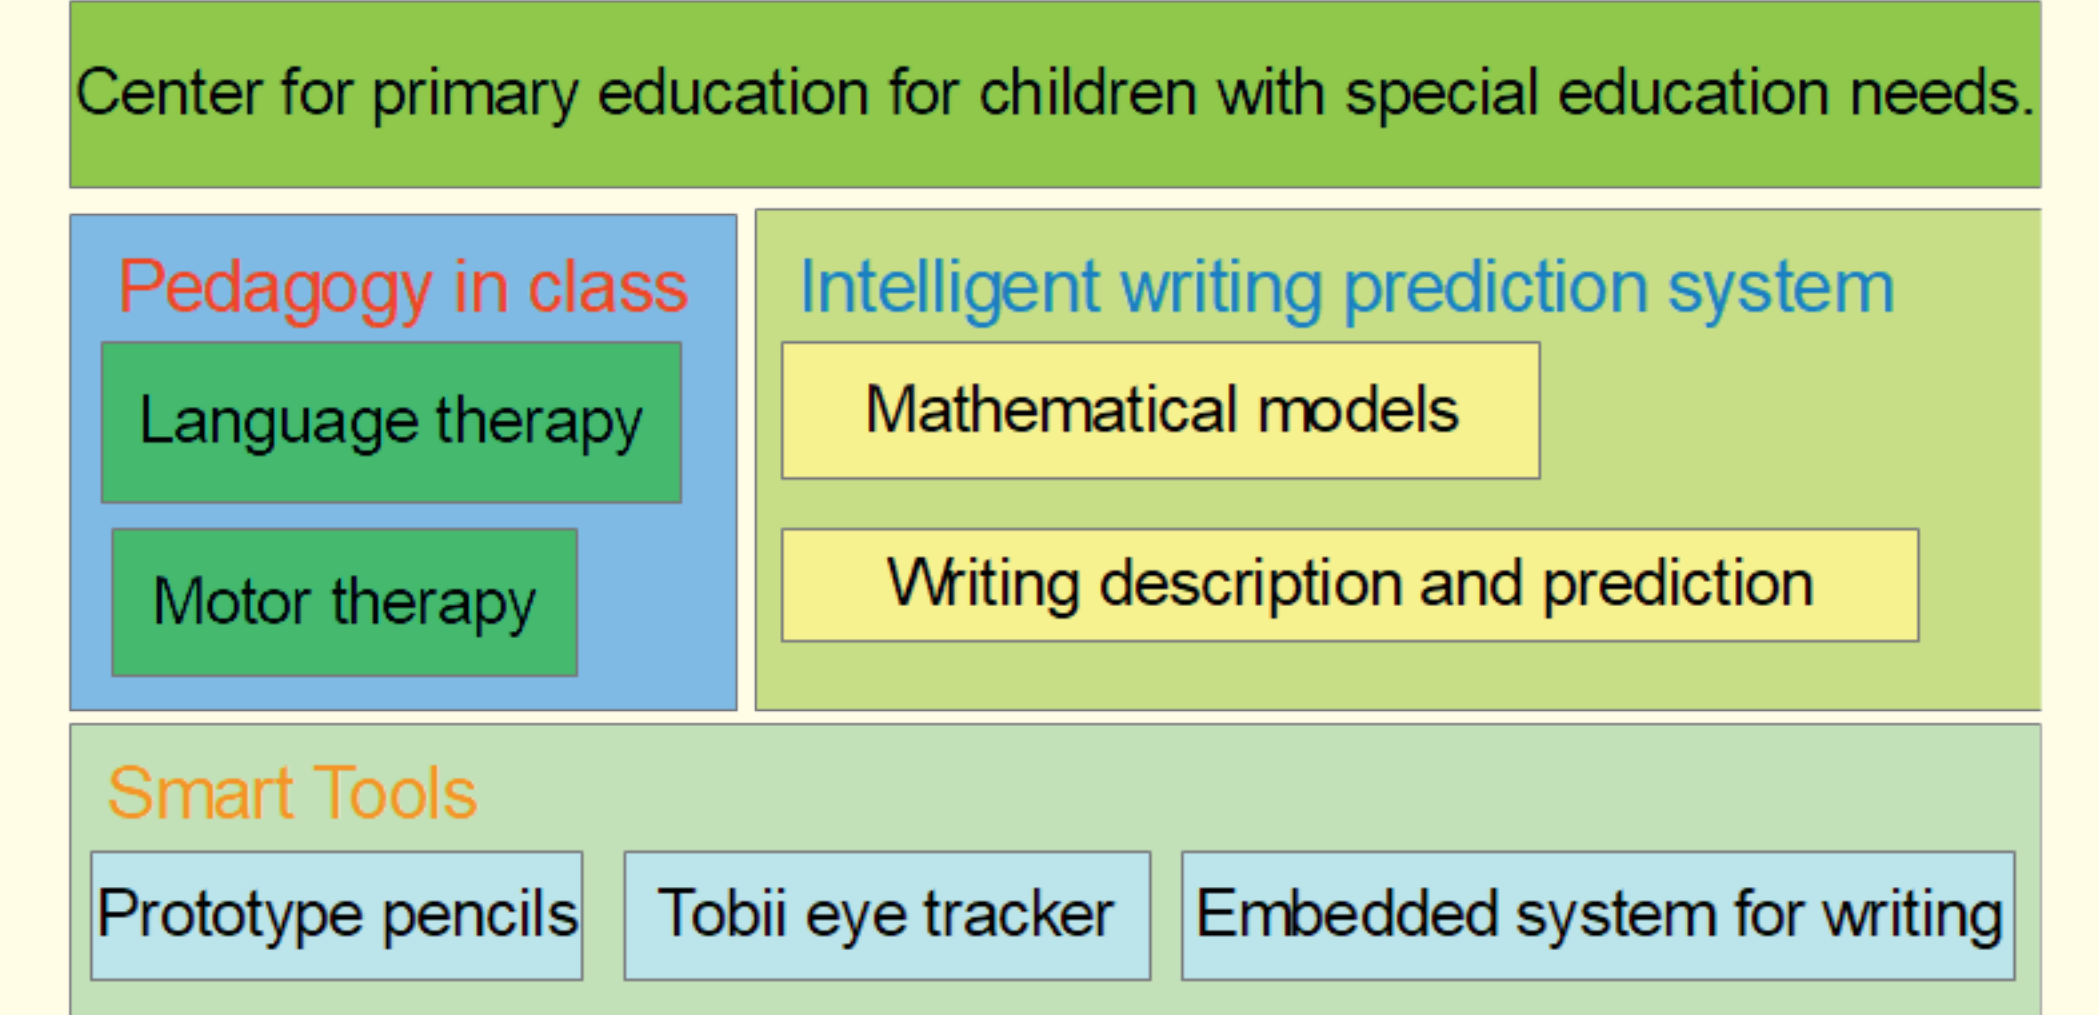 Center for primary education for children with special education needs.
Pedagogy in class
Language therapy
Motor therapy
Intelligent writing prediction system
Mathematical models
Writing description and prediction
Smart Tools
Prototype pencils
Tobii eye tracker
Embedded system for writing